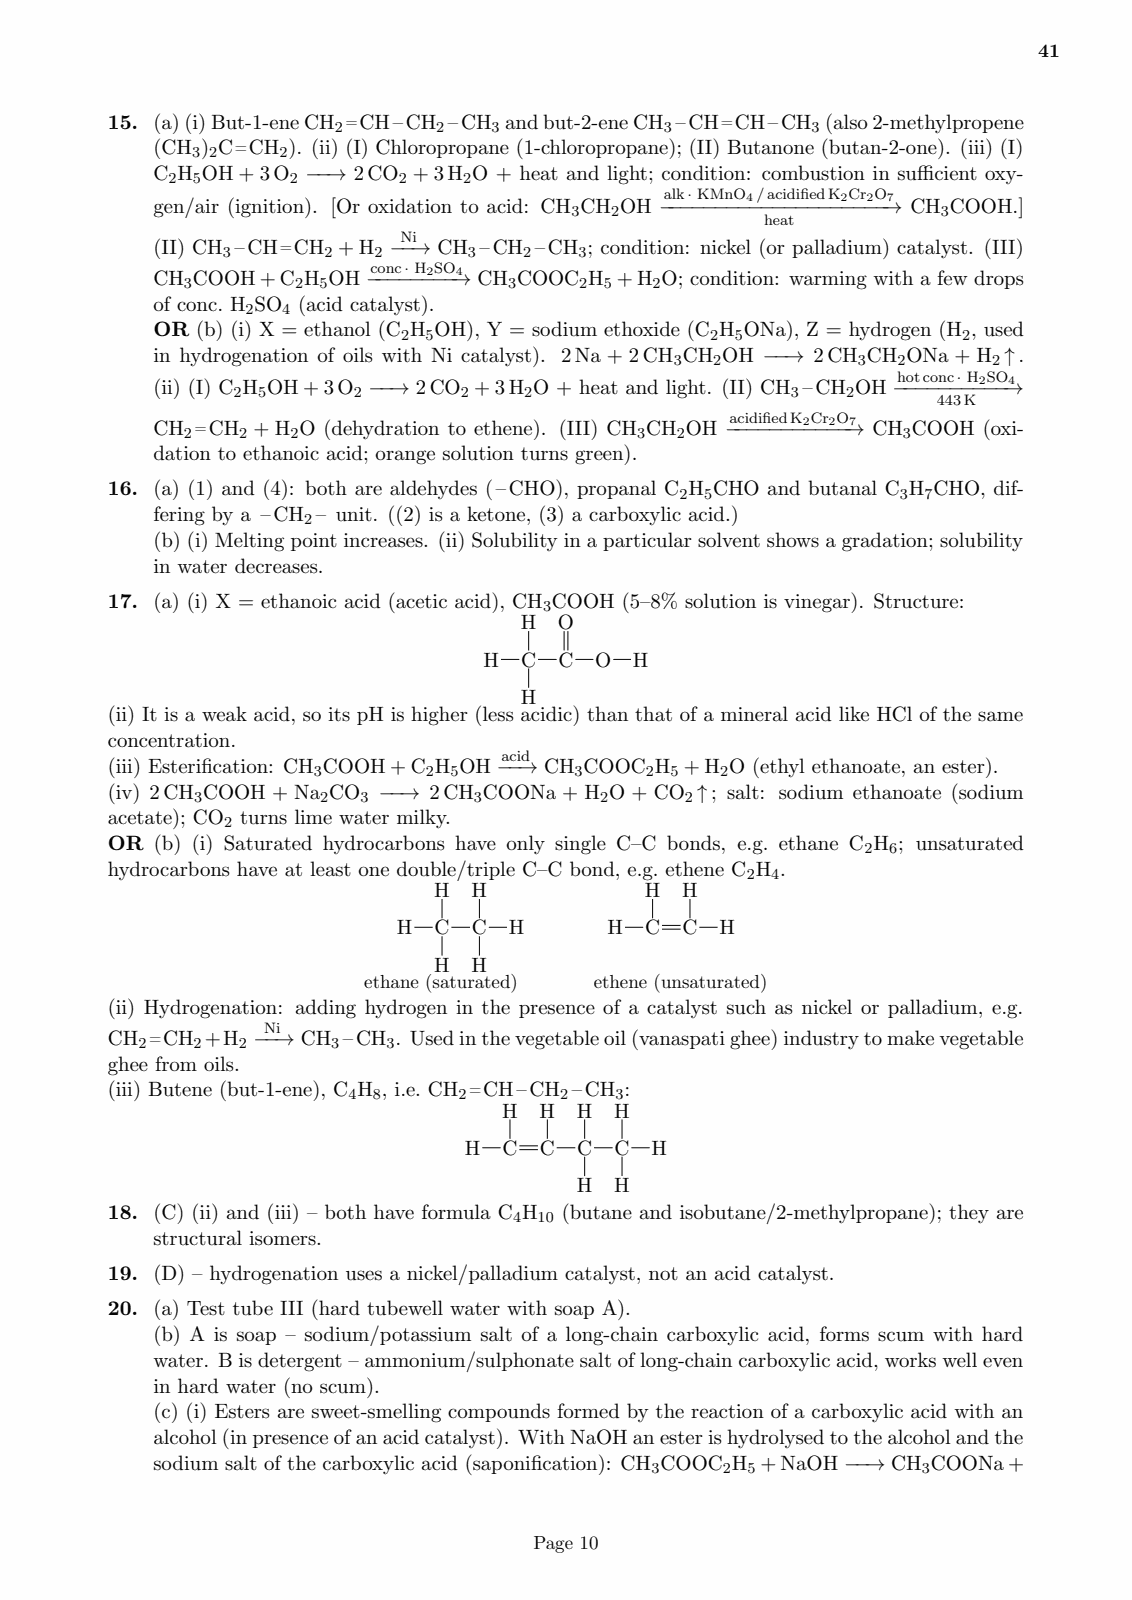 41
15. (a) (i) But-1-ene CH2=CH−CH2−CH3 and but-2-ene CH3−CH=CH−CH3 (also 2-methylpropene
(CH3)2C=CH2). (ii) (I) Chloropropane (1-chloropropane); (II) Butanone (butan-2-one). (iii) (I)
C2H5OH + 3 O2 ⟶ 2 CO2 + 3 H2O + heat and light; condition: combustion in sufficient oxy-
gen/air (ignition). [Or oxidation to acid: CH3CH2OH alk · KMnO4 / acidified K2Cr2O7 ⟶ heat CH3COOH.]
(II) CH3−CH=CH2 + H2 Ni ⟶ CH3−CH2−CH3; condition: nickel (or palladium) catalyst. (III)
CH3COOH + C2H5OH conc · H2SO4 ⟶ CH3COOC2H5 + H2O; condition: warming with a few drops
of conc. H2SO4 (acid catalyst).
OR (b) (i) X = ethanol (C2H5OH), Y = sodium ethoxide (C2H5ONa), Z = hydrogen (H2, used
in hydrogenation of oils with Ni catalyst). 2 Na + 2 CH3CH2OH ⟶ 2 CH3CH2ONa + H2↑.
(ii) (I) C2H5OH + 3 O2 ⟶ 2 CO2 + 3 H2O + heat and light. (II) CH3−CH2OH hot conc · H2SO4 ⟶ 443 K
CH2=CH2 + H2O (dehydration to ethene). (III) CH3CH2OH acidified K2Cr2O7 ⟶ CH3COOH (oxi-
dation to ethanoic acid; orange solution turns green).
16. (a) (1) and (4): both are aldehydes (−CHO), propanal C2H5CHO and butanal C3H7CHO, dif-
fering by a −CH2− unit. ((2) is a ketone, (3) a carboxylic acid.)
(b) (i) Melting point increases. (ii) Solubility in a particular solvent shows a gradation; solubility
in water decreases.
17. (a) (i) X = ethanoic acid (acetic acid), CH3COOH (5–8% solution is vinegar). Structure:
H O
H−C−C−O−H
H
(ii) It is a weak acid, so its pH is higher (less acidic) than that of a mineral acid like HCl of the same
concentration.
(iii) Esterification: CH3COOH + C2H5OH acid ⟶ CH3COOC2H5 + H2O (ethyl ethanoate, an ester).
(iv) 2 CH3COOH + Na2CO3 ⟶ 2 CH3COONa + H2O + CO2↑; salt: sodium ethanoate (sodium
acetate); CO2 turns lime water milky.
OR (b) (i) Saturated hydrocarbons have only single C–C bonds, e.g. ethane C2H6; unsaturated
hydrocarbons have at least one double/triple C–C bond, e.g. ethene C2H4.
H H H H
H−C−C−H H−C=C−H
H H
ethane (saturated) ethene (unsaturated)
(ii) Hydrogenation: adding hydrogen in the presence of a catalyst such as nickel or palladium, e.g.
CH2=CH2 + H2 Ni ⟶ CH3−CH3. Used in the vegetable oil (vanaspati ghee) industry to make vegetable
ghee from oils.
(iii) Butene (but-1-ene), C4H8, i.e. CH2=CH−CH2−CH3:
H H H H
H−C=C−C−C−H
H H
18. (C) (ii) and (iii) – both have formula C4H10 (butane and isobutane/2-methylpropane); they are
structural isomers.
19. (D) – hydrogenation uses a nickel/palladium catalyst, not an acid catalyst.
20. (a) Test tube III (hard tubewell water with soap A).
(b) A is soap – sodium/potassium salt of a long-chain carboxylic acid, forms scum with hard
water. B is detergent – ammonium/sulphonate salt of long-chain carboxylic acid, works well even
in hard water (no scum).
(c) (i) Esters are sweet-smelling compounds formed by the reaction of a carboxylic acid with an
alcohol (in presence of an acid catalyst). With NaOH an ester is hydrolysed to the alcohol and the
sodium salt of the carboxylic acid (saponification): CH3COOC2H5 + NaOH ⟶ CH3COONa +
Page 10